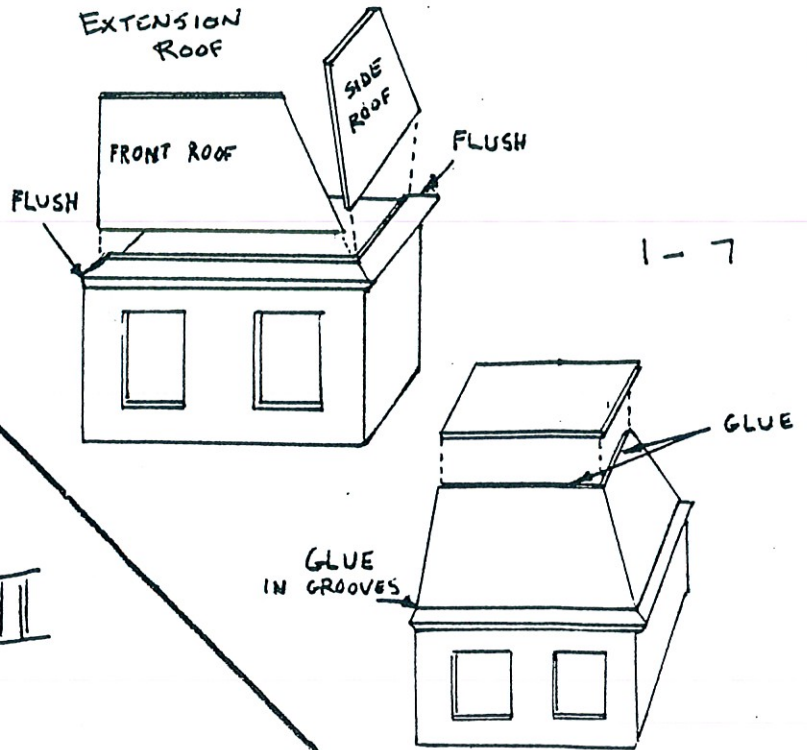 EXTENSION
ROOF
SIDE
ROOF
FRONT ROOF
FLUSH
FLUSH
1-7
GLUE
GLUE
IN GROOVES